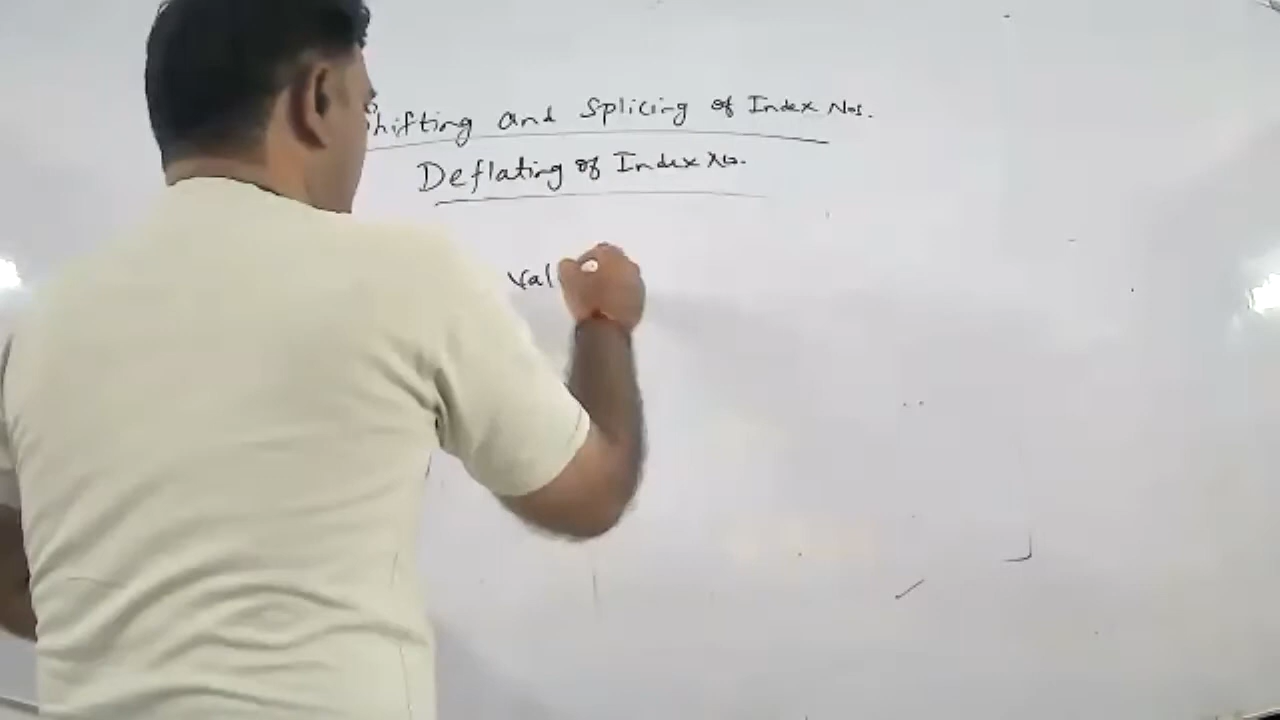 Shifting and Splicing of Index Nos.
Deflating of Index No.
Val